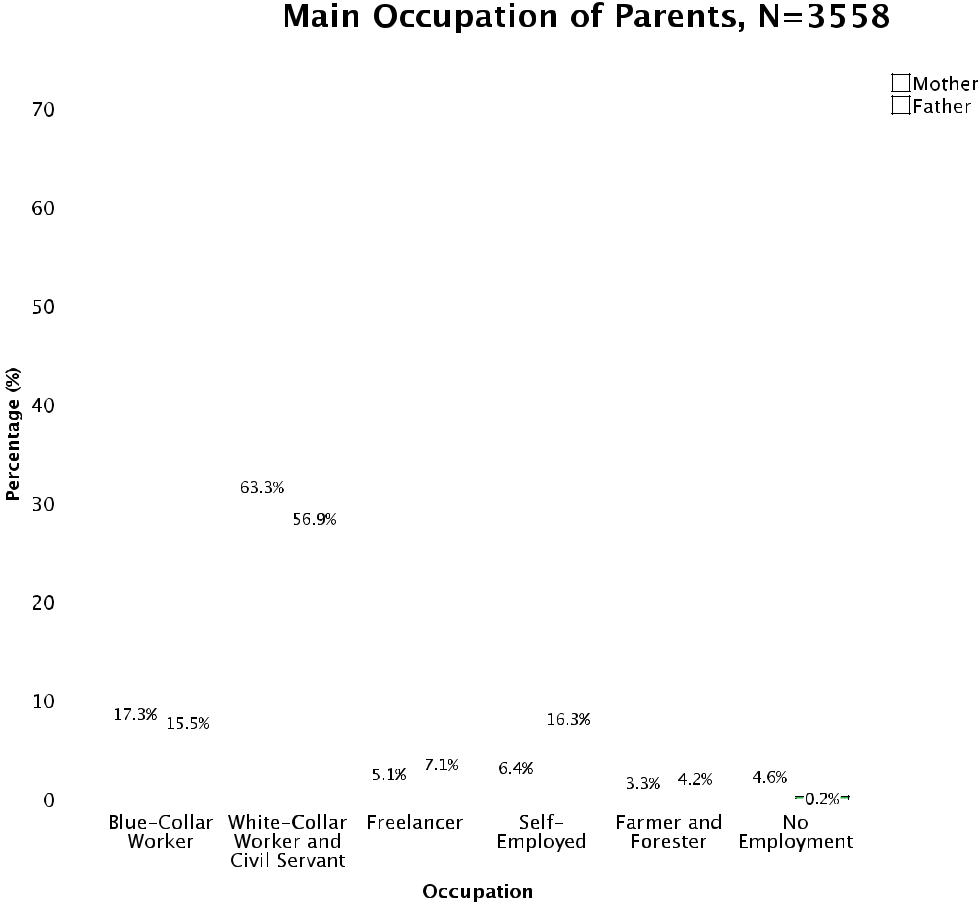 Main Occupation of Parents, N=3558
Mother
Father
Percentage (%)
70
60
50
40
30
20
10
0
63.3%
56.9%
17.3%
15.5%
5.1%
7.1%
6.4%
16.3%
3.3%
4.2%
4.6%
0.2%
Blue-Collar
Worker
White-Collar
Worker and
Civil Servant
Freelancer
Self-
Employed
Farmer and
Forester
No
Employment
Occupation